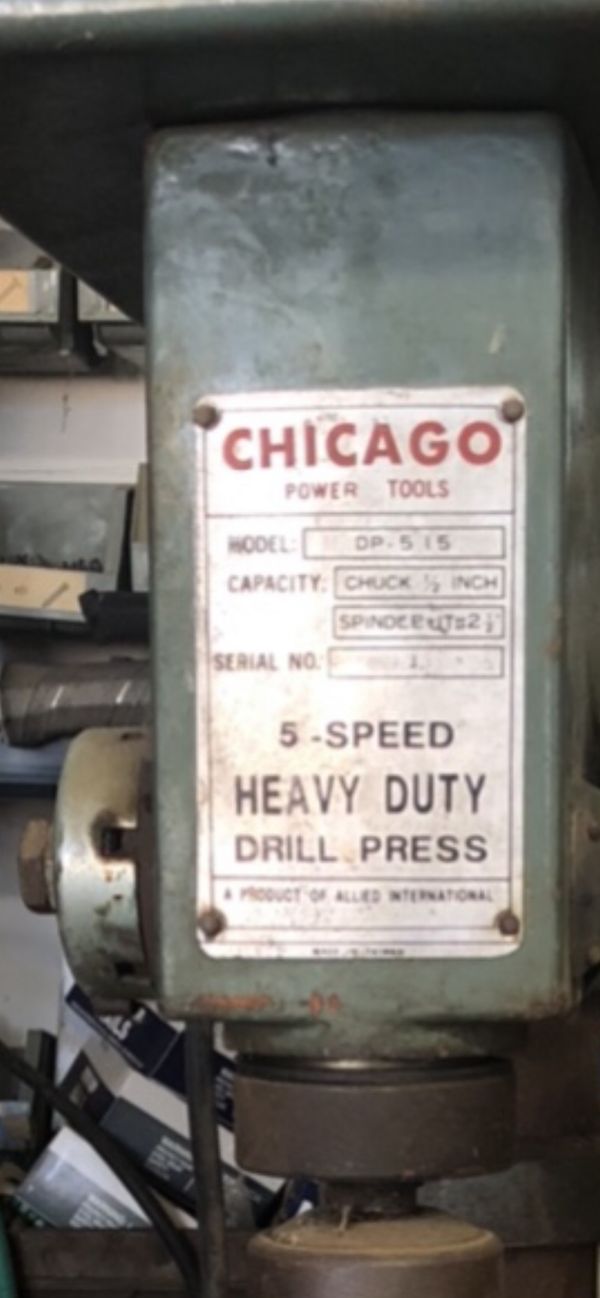 CHICAGO
POWER TOOLS
MODEL: DP-515
CAPACITY: CHUCK ½ INCH
SERIAL NO.
5-SPEED
HEAVY DUTY
DRILL PRESS
A PRODUCT OF ALLIED INTERNATIONAL